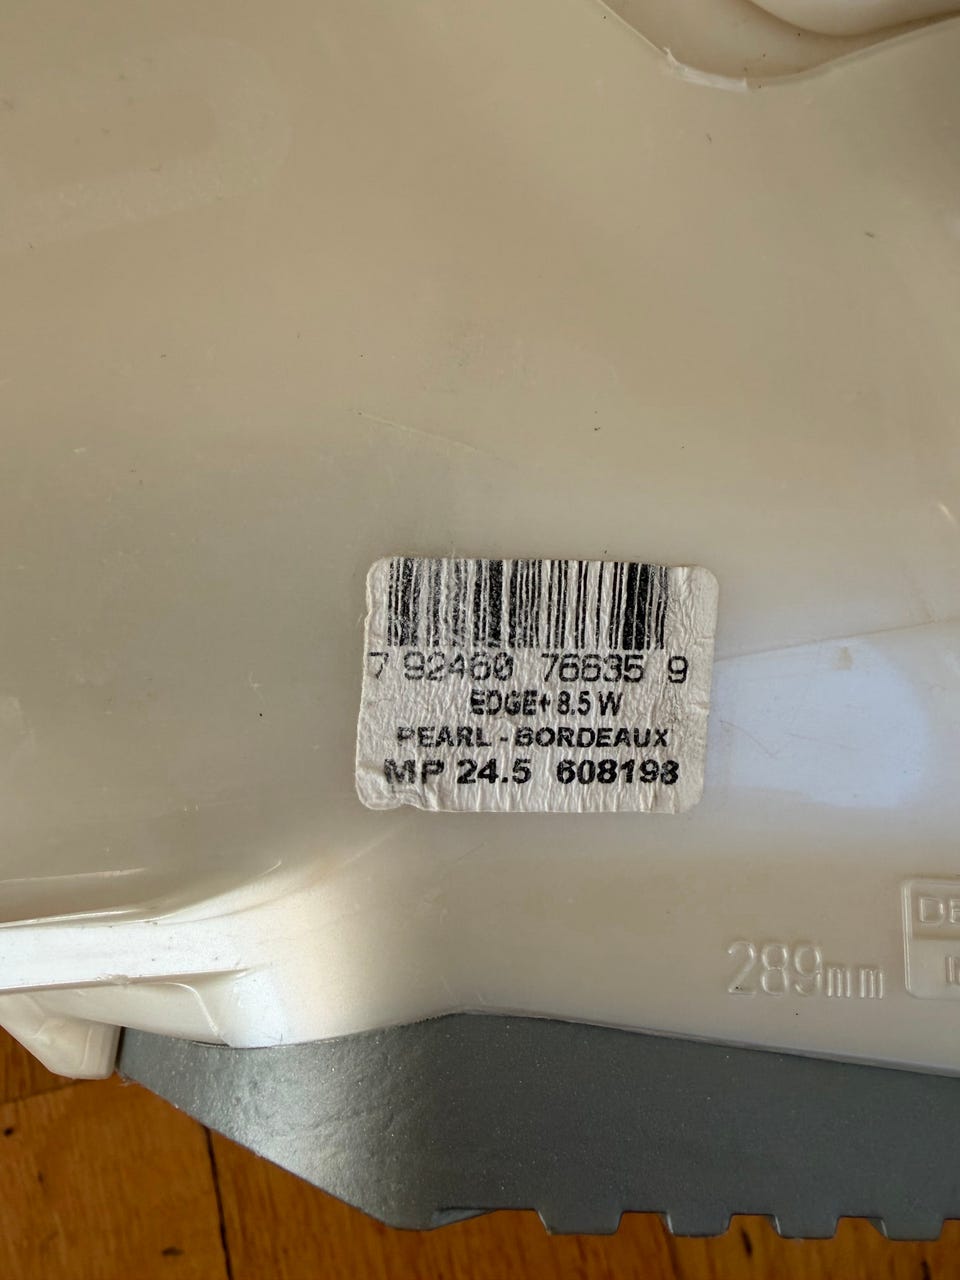 7 92460 76635 9
EDGE+ 8.5 W
PEARL - BORDEAUX
MP 24.5 608198
289mm